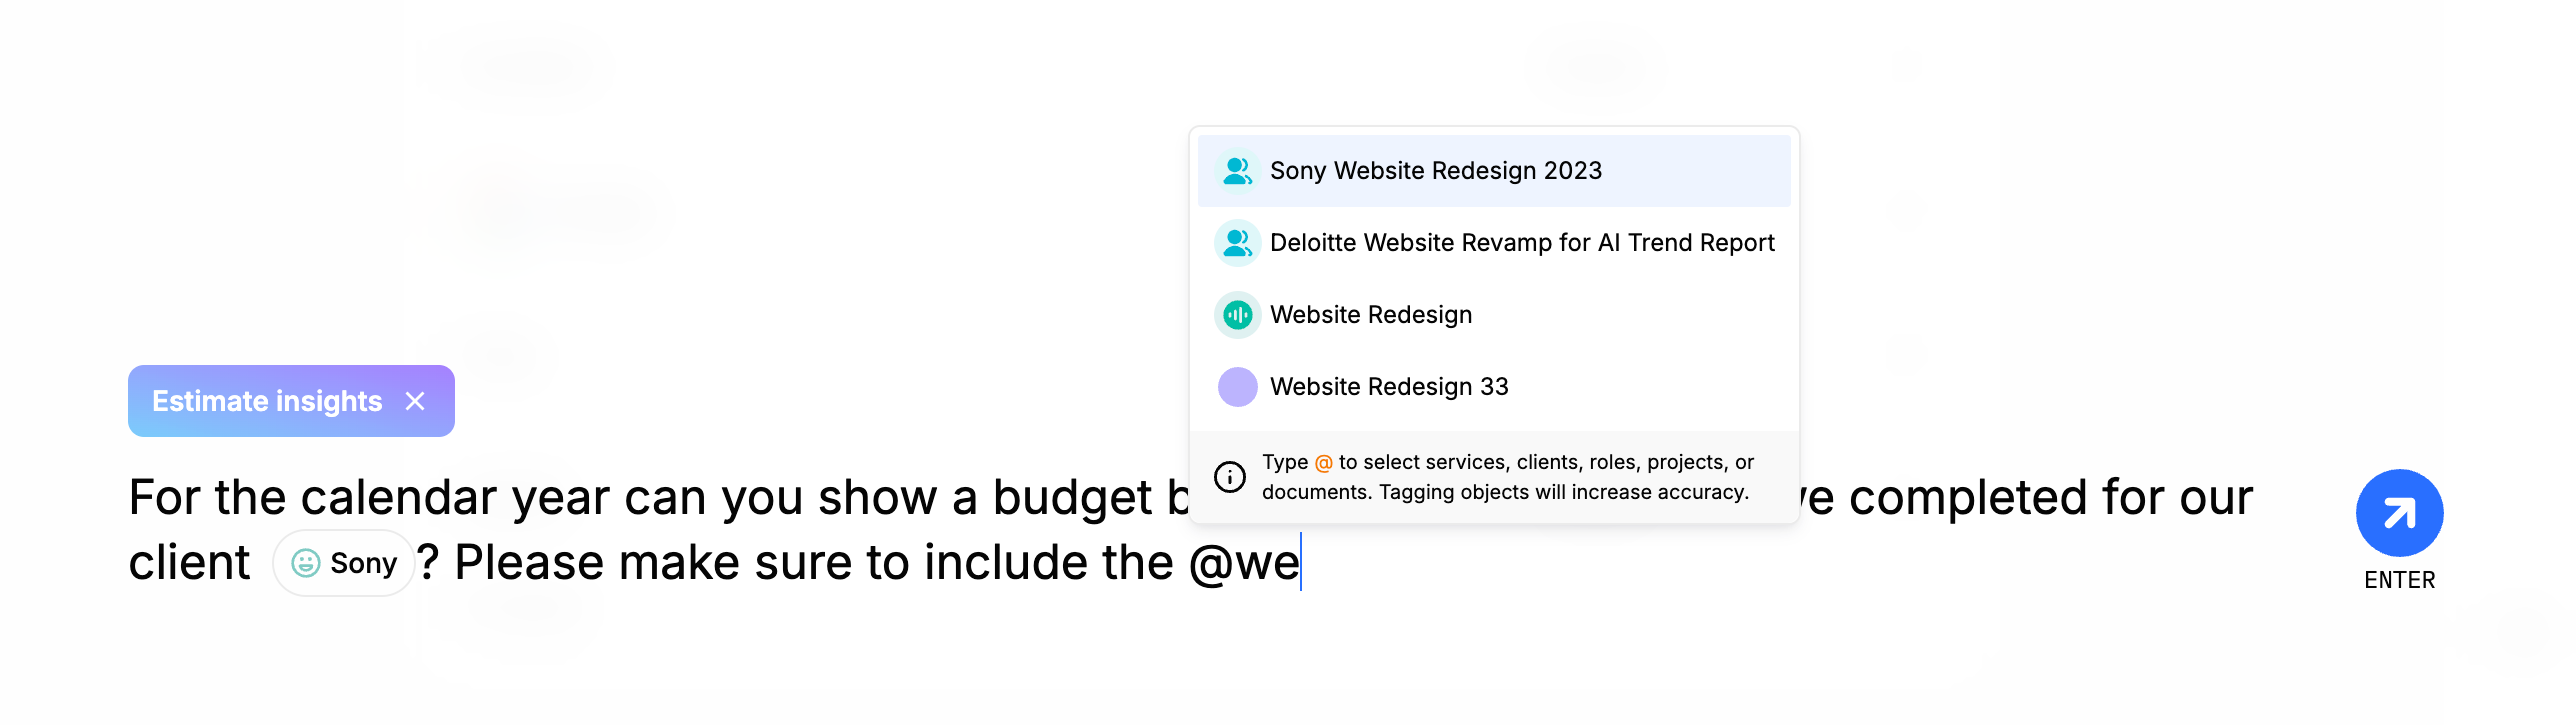 Sony Website Redesign 2023
Deloitte Website Revamp for AI Trend Report
Website Redesign
Website Redesign 33
Type @ to select services, clients, roles, projects, or
documents. Tagging objects will increase accuracy.
Estimate insights
For the calendar year can you show a budget completed for our
client Sony? Please make sure to include the @we
ENTER